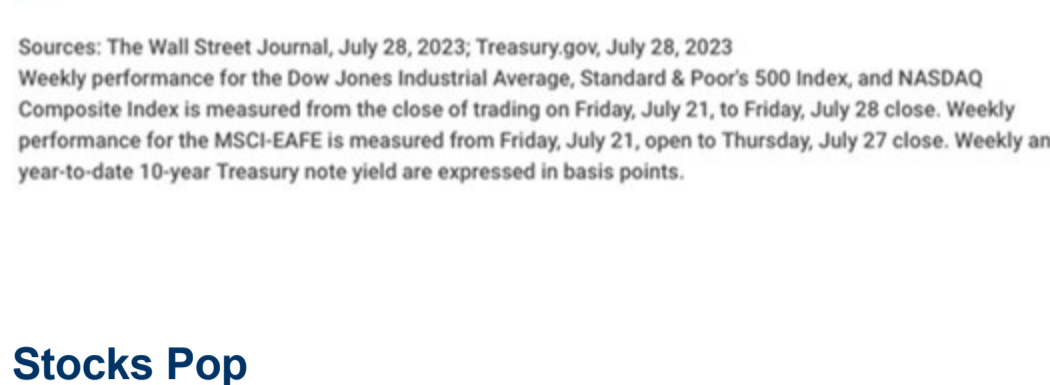 Sources: The Wall Street Journal, July 28, 2023; Treasury.gov, July 28, 2023
Weekly performance for the Dow Jones Industrial Average, Standard & Poor's 500 Index, and NASDAQ
Composite Index is measured from the close of trading on Friday, July 21, to Friday, July 28 close. Weekly
performance for the MSCI-EAFE is measured from Friday, July 21, open to Thursday, July 27 close. Weekly an
year-to-date 10-year Treasury note yield are expressed in basis points.
Stocks Pop